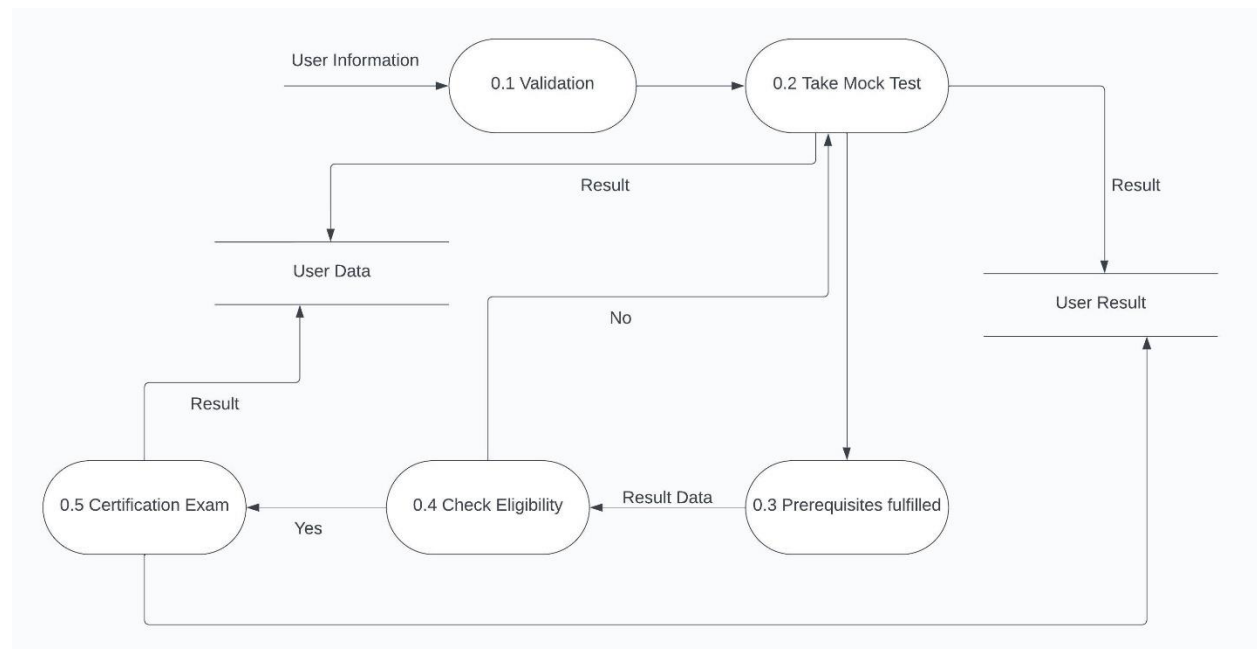 User Information
0.1 Validation
0.2 Take Mock Test
Result
Result
User Data
User Result
No
Result
0.5 Certification Exam
Yes
0.4 Check Eligibility
Result Data
0.3 Prerequisites fulfilled